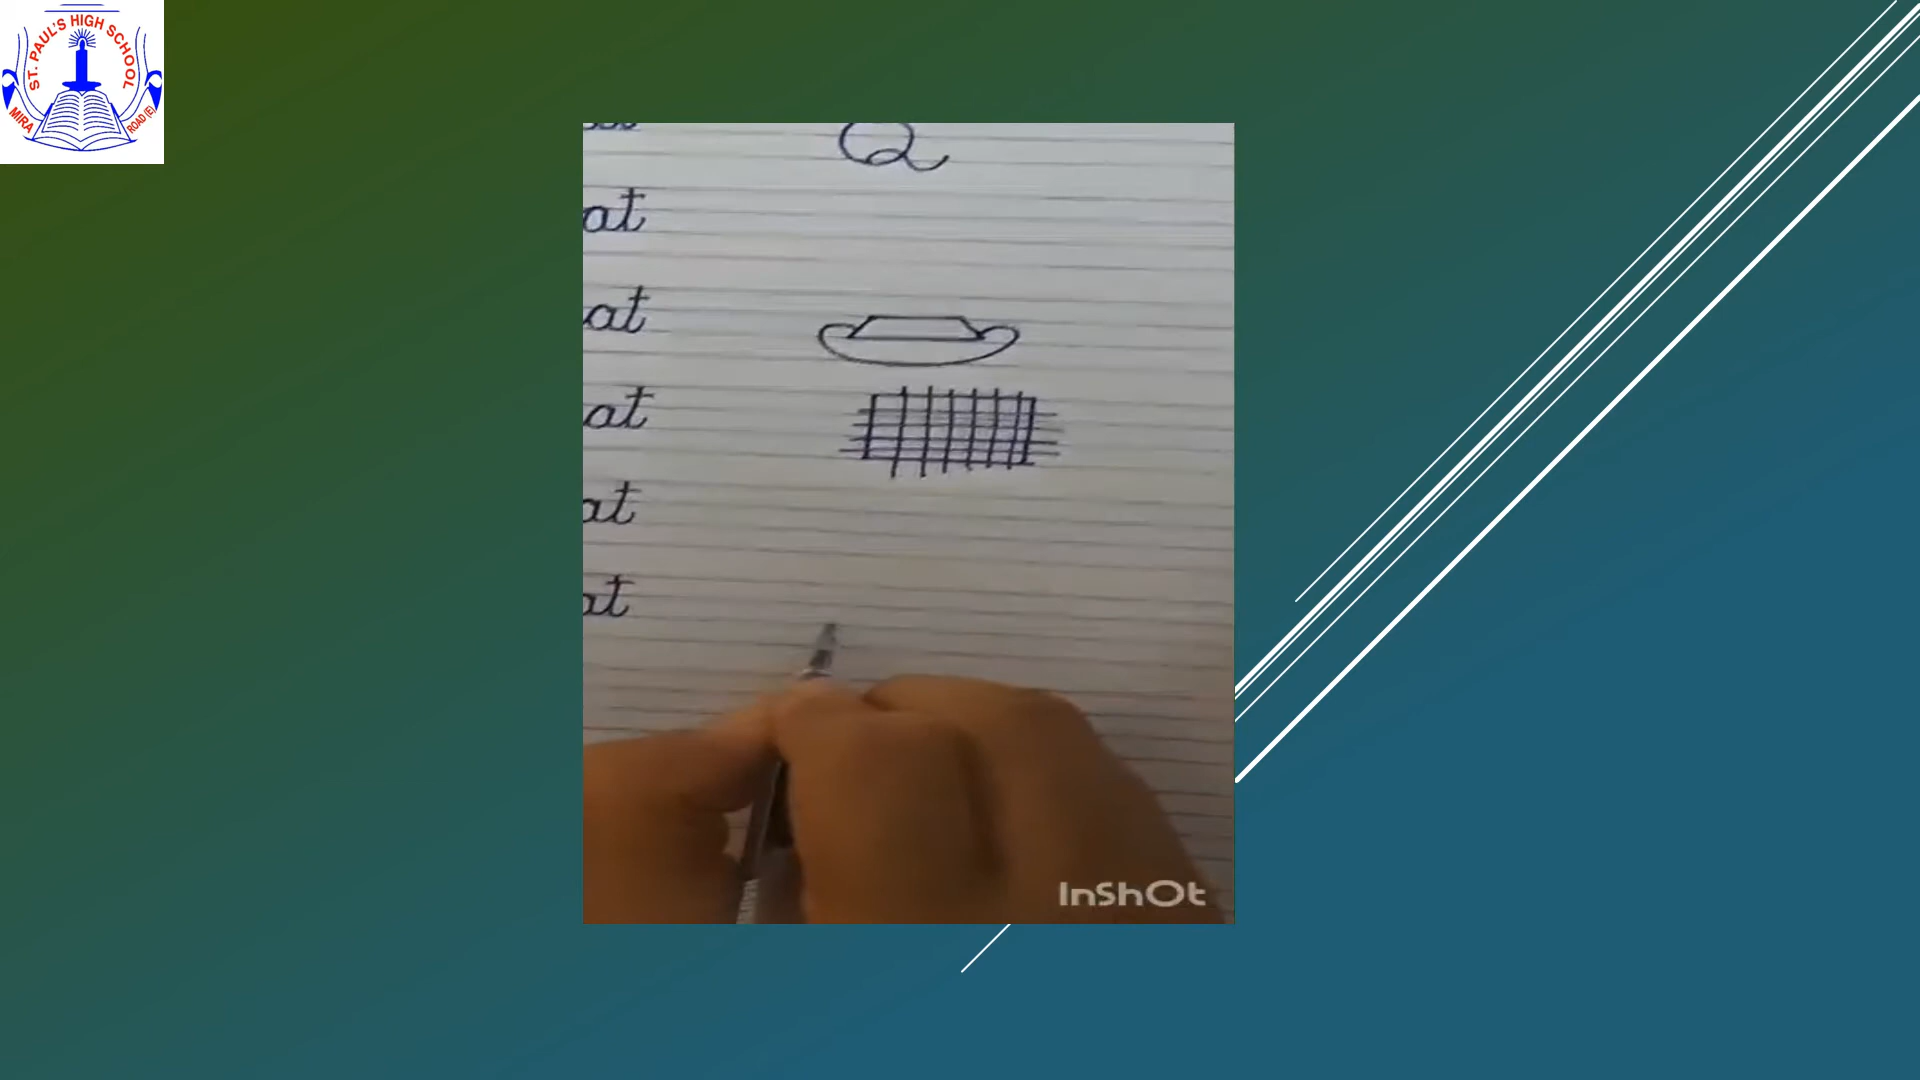 ST. PAUL'S HIGH SCHOOL
MIRA ROAD (E)
Q
at
at
at
at
at
InShOt